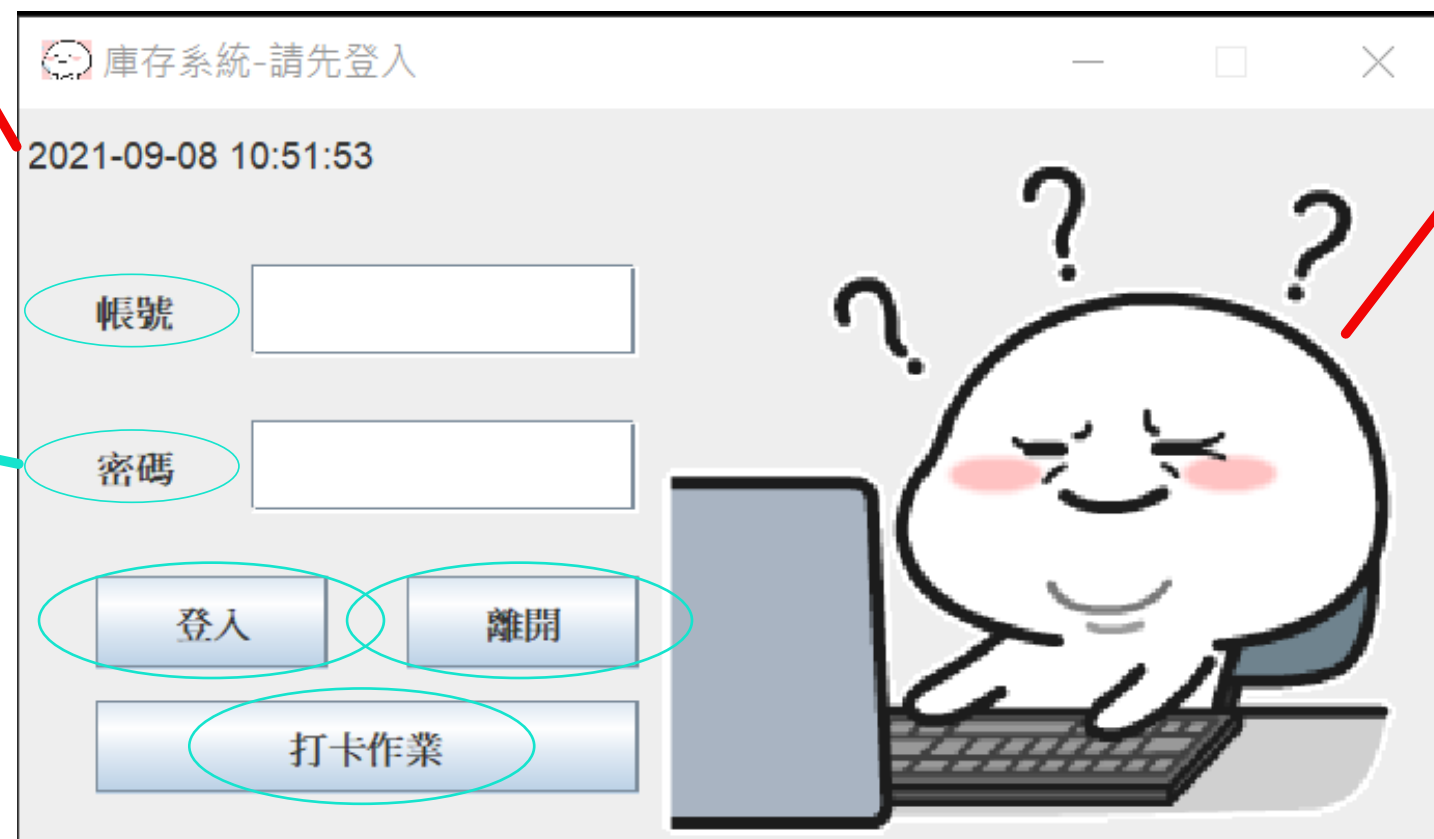 庫存系統-請先登入
2021-09-08 10:51:53
? ? ?
帳號
密碼
登入 離開
打卡作業